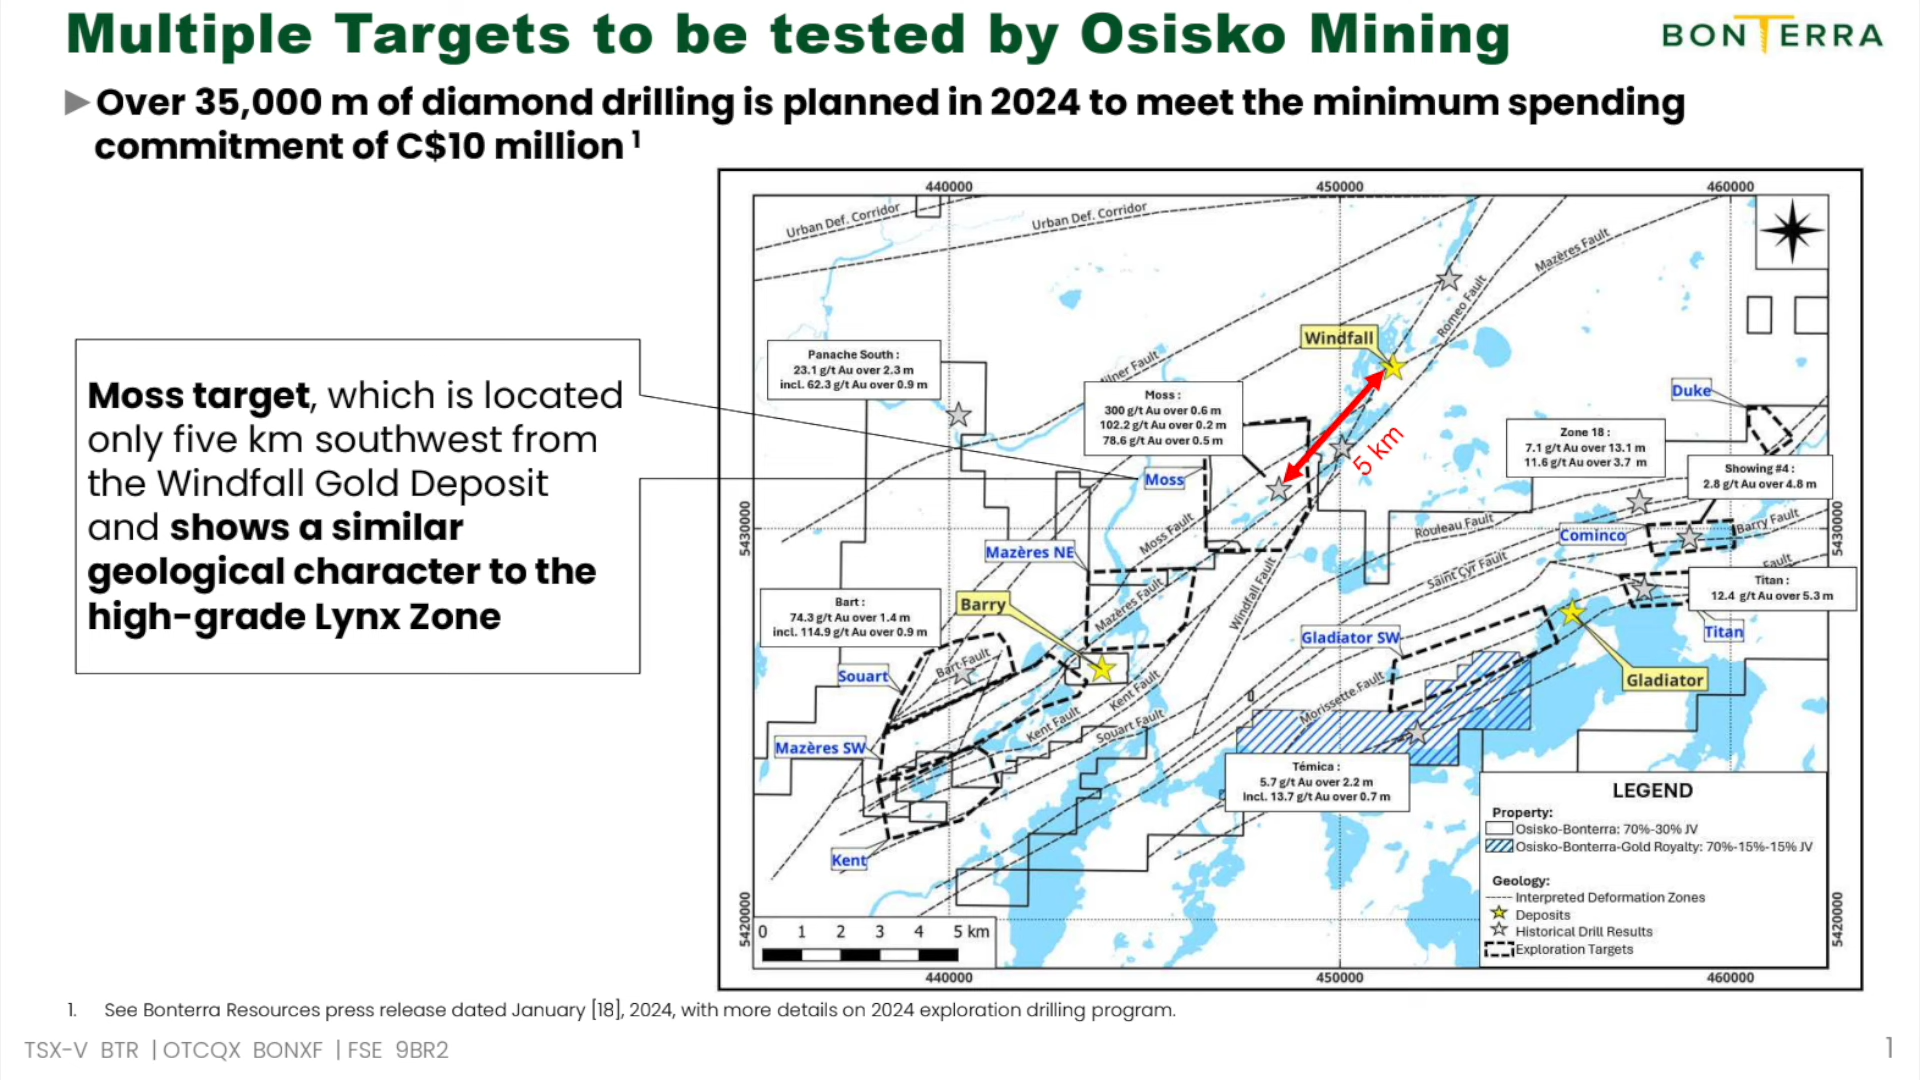 Multiple Targets to be tested by Osisko Mining
BONTERRA
Over 35,000 m of diamond drilling is planned in 2024 to meet the minimum spending
commitment of C$10 million 1
Moss target, which is located
only five km southwest from
the Windfall Gold Deposit
and shows a similar
geological character to the
high-grade Lynx Zone
440000
450000
460000
Urban Def. Corridor
Urban Def. Corridor
Mazères Fault
Romeo Fault
Windfall
Panache South :
23.1 g/t Au over 2.3 m
incl. 62.3 g/t Au over 0.9 m
Milner Fault
Moss :
300 g/t Au over 0.6 m
102.2 g/t Au over 0.2 m
78.6 g/t Au over 0.5 m
5 km
Duke
Zone 18 :
7.1 g/t Au over 13.1 m
11.6 g/t Au over 3.7 m
Showing #4 :
2.8 g/t Au over 4.8 m
Moss
5430000
5430000
Moss Fault
Rouleau Fault
Barry Fault
Cominco
Mazères NE
Saint Cyr Fault
Fault
Titan :
12.4 g/t Au over 5.3 m
Bart :
74.3 g/t Au over 1.4 m
incl. 114.9 g/t Au over 0.9 m
Barry
Mazères Fault
Windfall Fault
Gladiator SW
Titan
Bart Fault
Souart
Kent Fault
Morissette Fault
Gladiator
Kent Fault
Souart Fault
Mazères SW
Témica :
5.7 g/t Au over 2.2 m
Incl. 13.7 g/t Au over 0.7 m
Kent
LEGEND
Property:
Osisko-Bonterra: 70%-30% JV
Osisko-Bonterra-Gold Royalty: 70%-15%-15% JV
Geology:
Interpreted Deformation Zones
Deposits
Historical Drill Results
Exploration Targets
5420000
5420000
0 1 2 3 4 5 km
440000
450000
460000
1. See Bonterra Resources press release dated January [18], 2024, with more details on 2024 exploration drilling program.
TSX-V BTR | OTCQX BONXF | FSE 9BR2
1